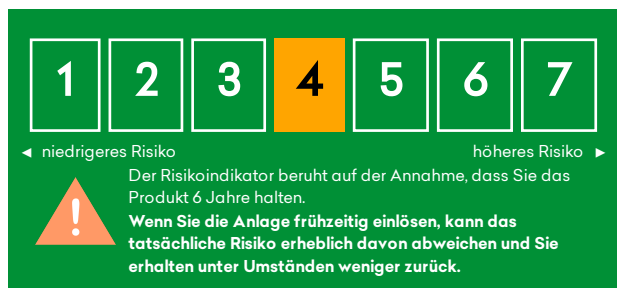 1 2 3 4 5 6 7
◄ niedrigeres Risiko höheres Risiko ►
Der Risikoindikator beruht auf der Annahme, dass Sie das
Produkt 6 Jahre halten.
Wenn Sie die Anlage frühzeitig einlösen, kann das
tatsächliche Risiko erheblich davon abweichen und Sie
erhalten unter Umständen weniger zurück.
!